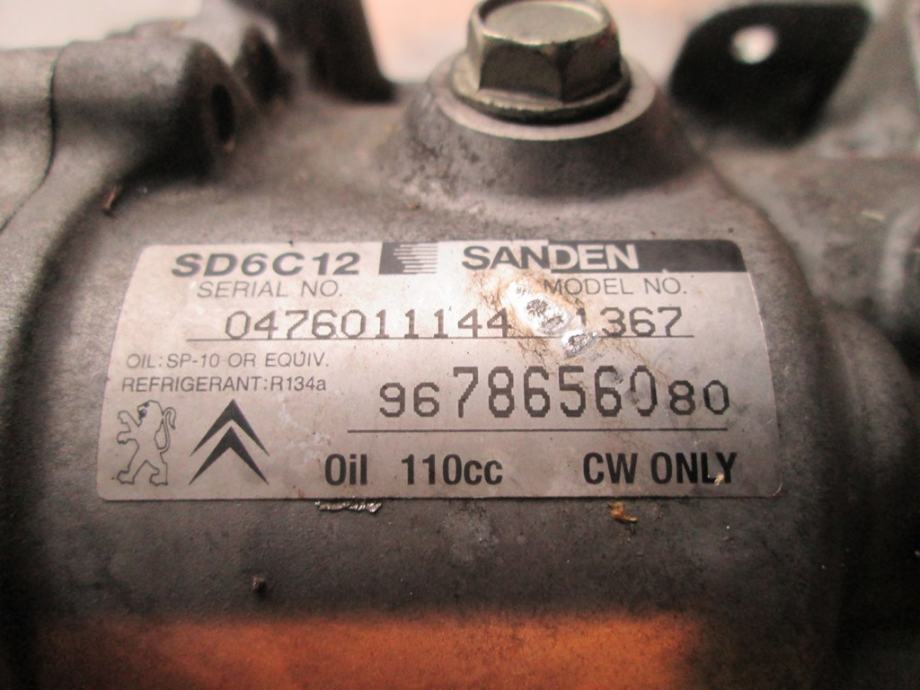 SD6C12 SANDEN
SERIAL NO. MODEL NO.
0476011144 1367
OIL:SP-10 OR EQUIV.
REFRIGERANT:R134a
9678656080
Oil 110cc CW ONLY